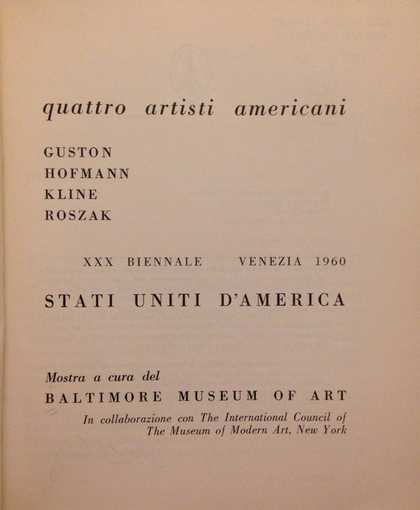 quattro artisti americani
GUSTON
HOFMANN
KLINE
ROSZAK
XXX BIENNALE VENEZIA 1960
STATI UNITI D'AMERICA
Mostra a cura del
BALTIMORE MUSEUM OF ART
In collaborazione con The International Council of
The Museum of Modern Art, New York